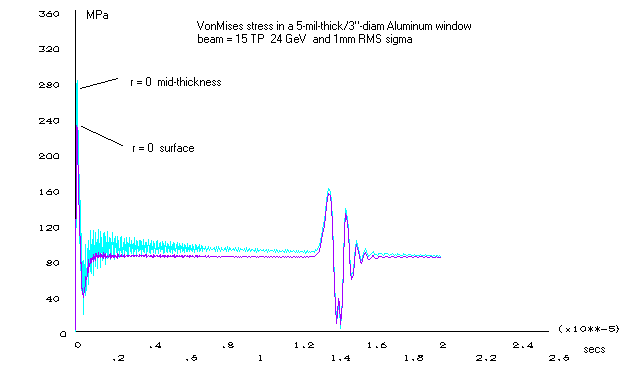 360 MPa
VonMises stress in a 5-mil-thick/3"-diam Aluminum window
beam = 15 TP 24 GeV and 1mm RMS sigma
320
280
r = 0 mid-thickness
240
r = 0 surface
200
160
120
80
40
0
(x10**-5)
0 .4 .8 1.2 1.6 2 2.4 secs
.2 .6 1 1.4 1.8 2.2 2.6